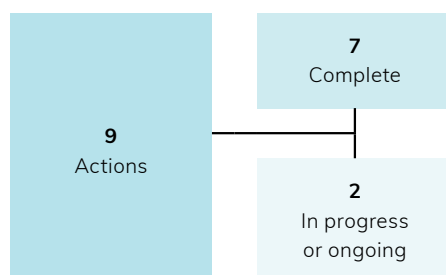 9
Actions
7
Complete
2
In progress
or ongoing